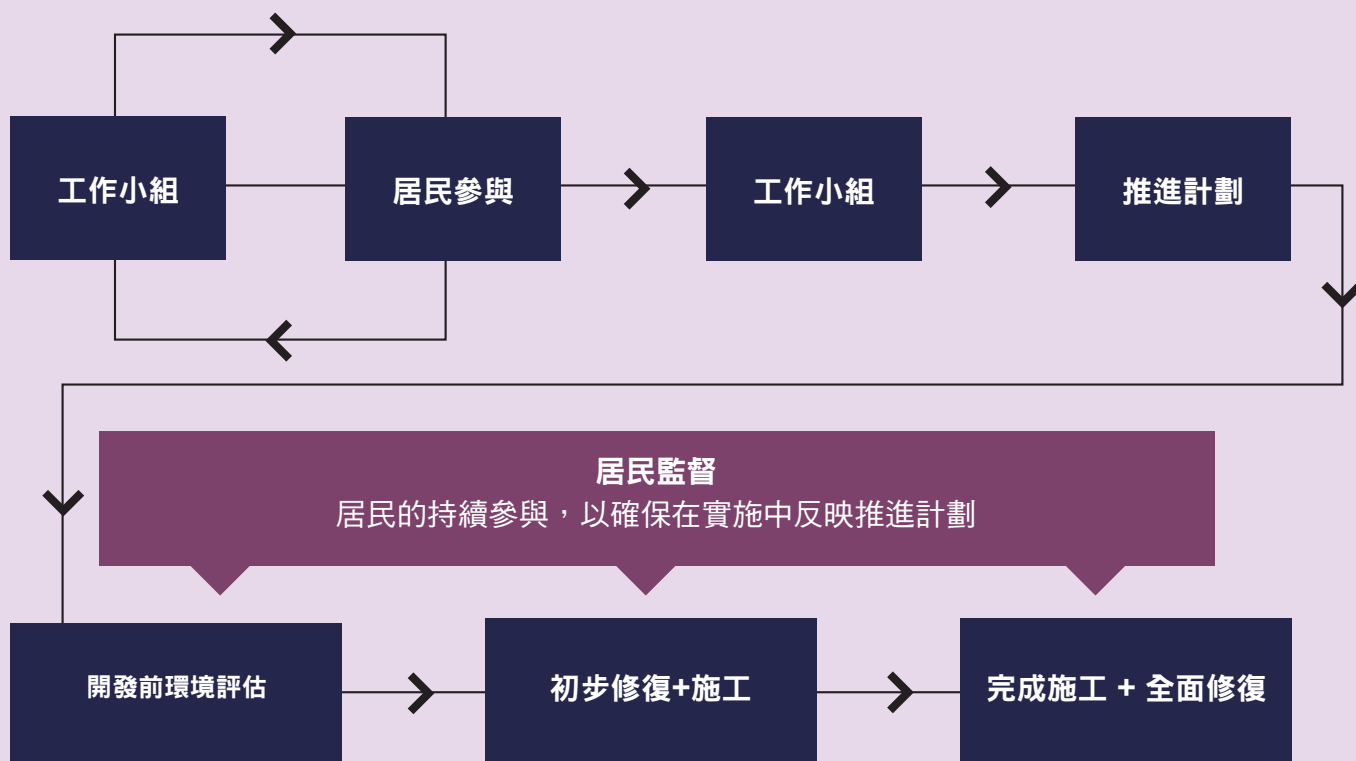 工作小組
居民參與
工作小組
推進計劃
居民監督
居民的持續參與，以確保在實施中反映推進計劃
開發前環境評估
初步修復+施工
完成施工 + 全面修復